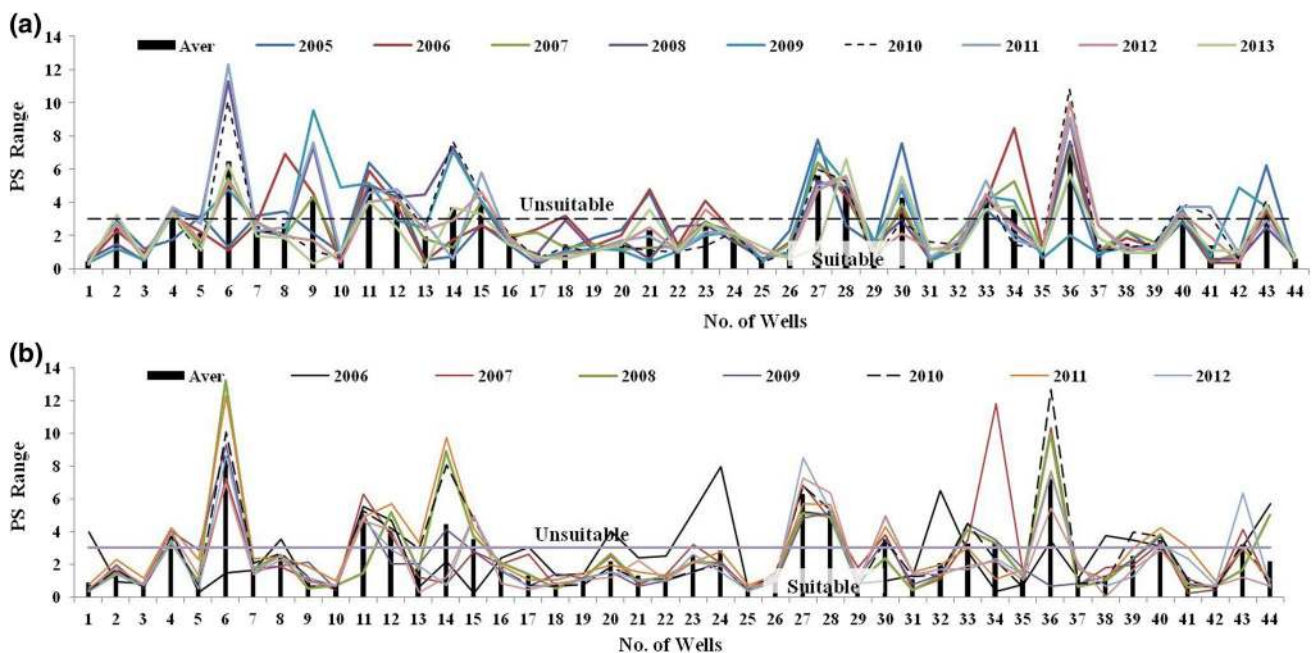 (a)
14
Aver 2005 2006 2007 2008 2009 2010 2011 2012 2013
12
10
8
6
4
2
0
PS Range
Unsuitable
Suitable
1 2 3 4 5 6 7 8 9 10 11 12 13 14 15 16 17 18 19 20 21 22 23 24 25 26 27 28 29 30 31 32 33 34 35 36 37 38 39 40 41 42 43 44
No. of Wells
(b)
14
Aver 2006 2007 2008 2009 2010 2011 2012
12
10
8
6
4
2
0
PS Range
Unsuitable
Suitable
1 2 3 4 5 6 7 8 9 10 11 12 13 14 15 16 17 18 19 20 21 22 23 24 25 26 27 28 29 30 31 32 33 34 35 36 37 38 39 40 41 42 43 44
No. of Wells